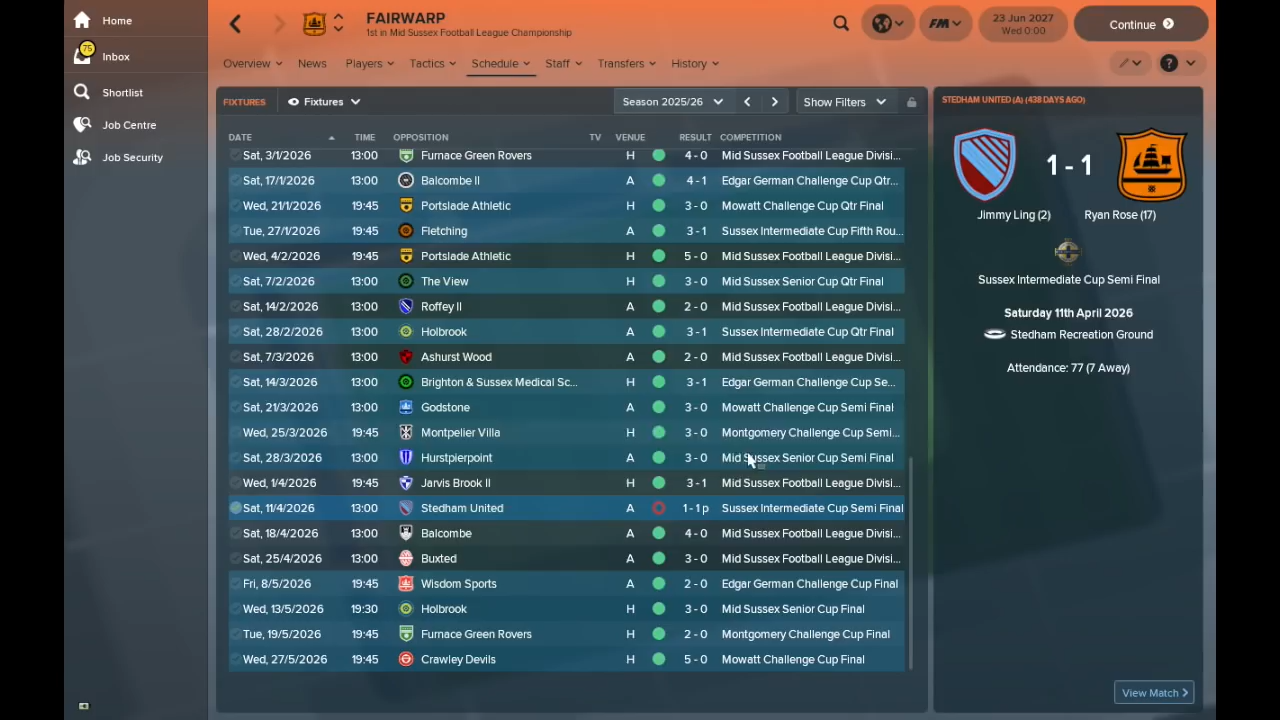 Home
75
Inbox
Shortlist
Job Centre
Job Security
FAIRWARP
1st in Mid Sussex Football League Championship
FM
23 Jun 2027
Wed 0:00
Continue
Overview News Players Tactics Schedule Staff Transfers History
?
FIXTURES Fixtures Season 2025/26 Show Filters
DATE TIME OPPOSITION TV VENUE RESULT COMPETITION
Sat, 3/1/2026 13:00 Furnace Green Rovers H 4 - 0 Mid Sussex Football League Divisi...
Sat, 17/1/2026 13:00 Balcombe II A 4 - 1 Edgar German Challenge Cup Qtr...
Wed, 21/1/2026 19:45 Portslade Athletic H 3 - 0 Mowatt Challenge Cup Qtr Final
Tue, 27/1/2026 19:45 Fletching A 3 - 1 Sussex Intermediate Cup Fifth Rou...
Wed, 4/2/2026 19:45 Portslade Athletic H 5 - 0 Mid Sussex Football League Divisi...
Sat, 7/2/2026 13:00 The View H 3 - 0 Mid Sussex Senior Cup Qtr Final
Sat, 14/2/2026 13:00 Roffey II A 2 - 0 Mid Sussex Football League Divisi...
Sat, 28/2/2026 13:00 Holbrook A 3 - 1 Sussex Intermediate Cup Qtr Final
Sat, 7/3/2026 13:00 Ashurst Wood A 2 - 0 Mid Sussex Football League Divisi...
Sat, 14/3/2026 13:00 Brighton & Sussex Medical Sc... H 3 - 1 Edgar German Challenge Cup Se...
Sat, 21/3/2026 13:00 Godstone A 3 - 0 Mowatt Challenge Cup Semi Final
Wed, 25/3/2026 19:45 Montpelier Villa H 3 - 0 Montgomery Challenge Cup Semi...
Sat, 28/3/2026 13:00 Hurstpierpoint A 3 - 0 Mid Sussex Senior Cup Semi Final
Wed, 1/4/2026 19:45 Jarvis Brook II H 3 - 1 Mid Sussex Football League Divisi...
Sat, 11/4/2026 13:00 Stedham United A 1 - 1 p Sussex Intermediate Cup Semi Final
Sat, 18/4/2026 13:00 Balcombe A 4 - 0 Mid Sussex Football League Divisi...
Sat, 25/4/2026 13:00 Buxted A 3 - 0 Mid Sussex Football League Divisi...
Fri, 8/5/2026 19:45 Wisdom Sports A 2 - 0 Edgar German Challenge Cup Final
Wed, 13/5/2026 19:30 Holbrook H 3 - 0 Mid Sussex Senior Cup Final
Tue, 19/5/2026 19:45 Furnace Green Rovers H 2 - 0 Montgomery Challenge Cup Final
Wed, 27/5/2026 19:45 Crawley Devils H 5 - 0 Mowatt Challenge Cup Final
STEDHAM UNITED (A) (438 DAYS AGO)
1 - 1
Jimmy Ling (2) Ryan Rose (17)
Sussex Intermediate Cup Semi Final
Saturday 11th April 2026
Stedham Recreation Ground
Attendance: 77 (7 Away)
View Match